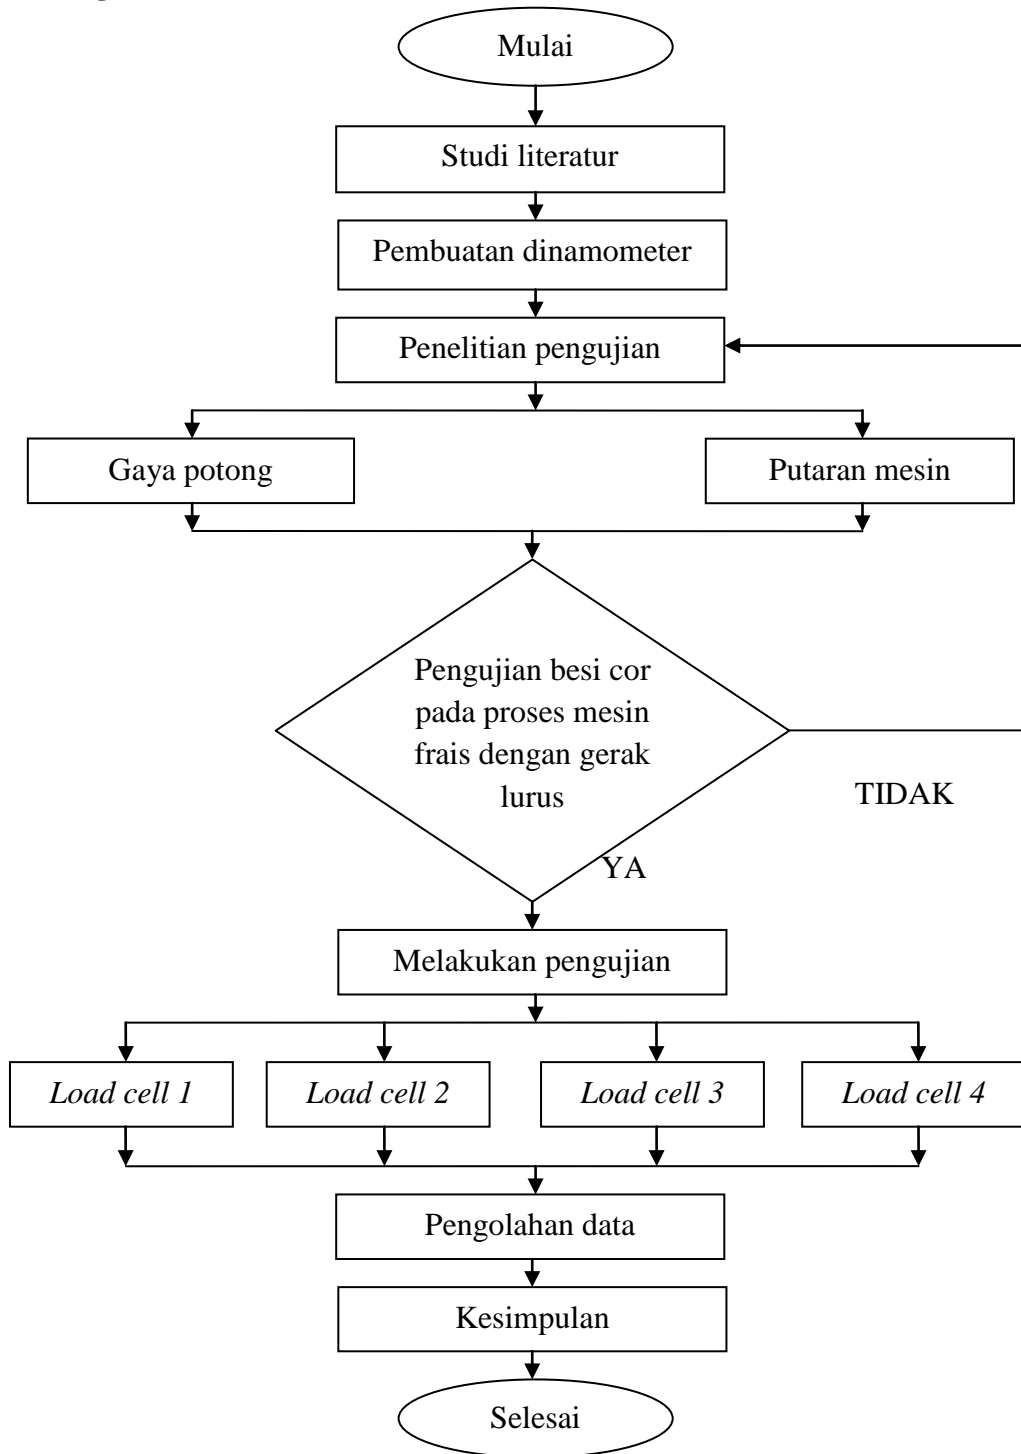 Mulai
Studi literatur
Pembuatan dinamometer
Penelitian pengujian
Gaya potong
Putaran mesin
Pengujian besi cor
pada proses mesin
frais dengan gerak
lurus
TIDAK
YA
Melakukan pengujian
Load cell 1
Load cell 2
Load cell 3
Load cell 4
Pengolahan data
Kesimpulan
Selesai